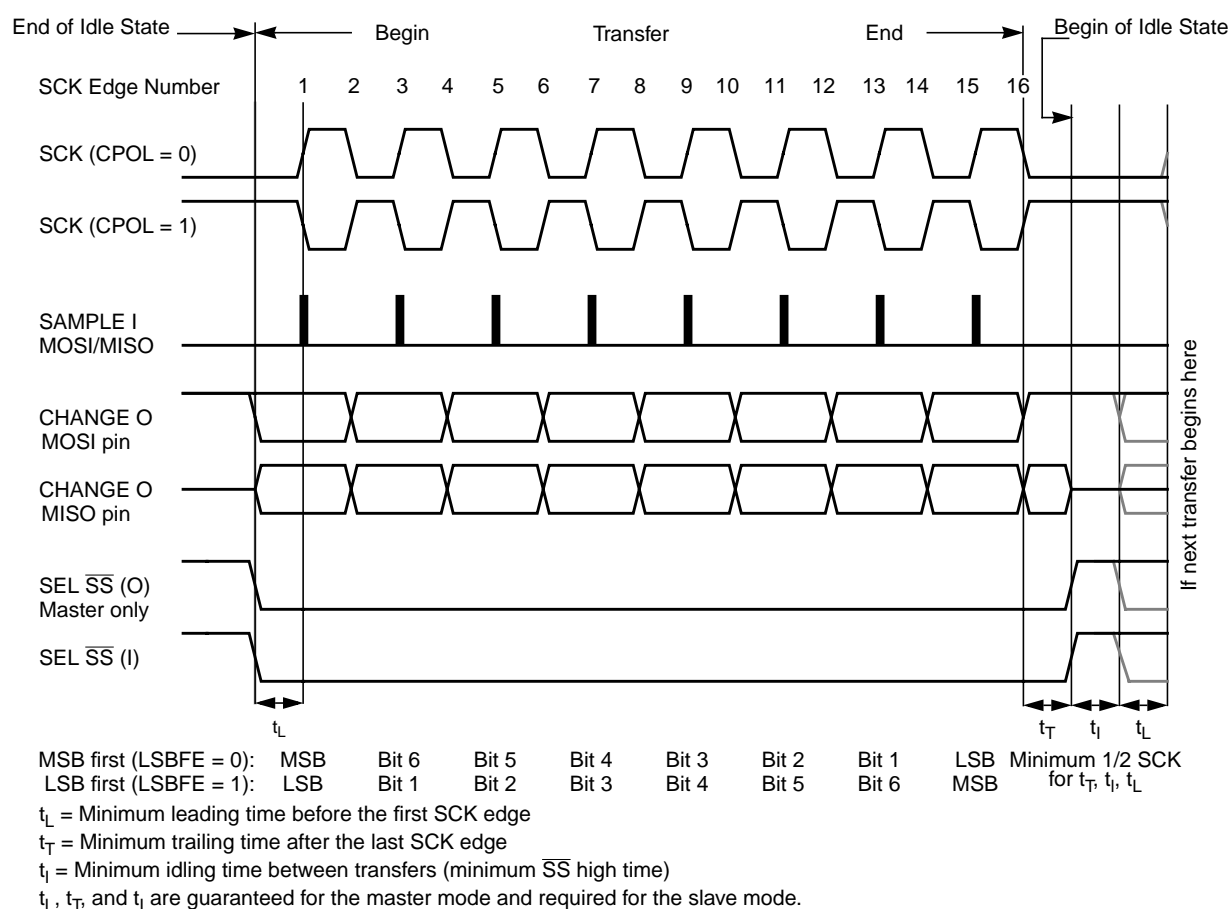 End of Idle State
Begin
Transfer
End
Begin of Idle State
SCK Edge Number
1 2 3 4 5 6 7 8 9 10 11 12 13 14 15 16
SCK (CPOL = 0)
SCK (CPOL = 1)
SAMPLE I
MOSI/MISO
CHANGE O
MOSI pin
CHANGE O
MISO pin
SEL S̅S̅ (O)
Master only
SEL S̅S̅ (I)
If next transfer begins here
tL
tT tI tL
MSB first (LSBFE = 0): MSB Bit 6 Bit 5 Bit 4 Bit 3 Bit 2 Bit 1 LSB
LSB first (LSBFE = 1): LSB Bit 1 Bit 2 Bit 3 Bit 4 Bit 5 Bit 6 MSB
Minimum 1/2 SCK
for tT, tI, tL
tL = Minimum leading time before the first SCK edge
tT = Minimum trailing time after the last SCK edge
tI = Minimum idling time between transfers (minimum S̅S̅ high time)
tL, tT, and tI are guaranteed for the master mode and required for the slave mode.